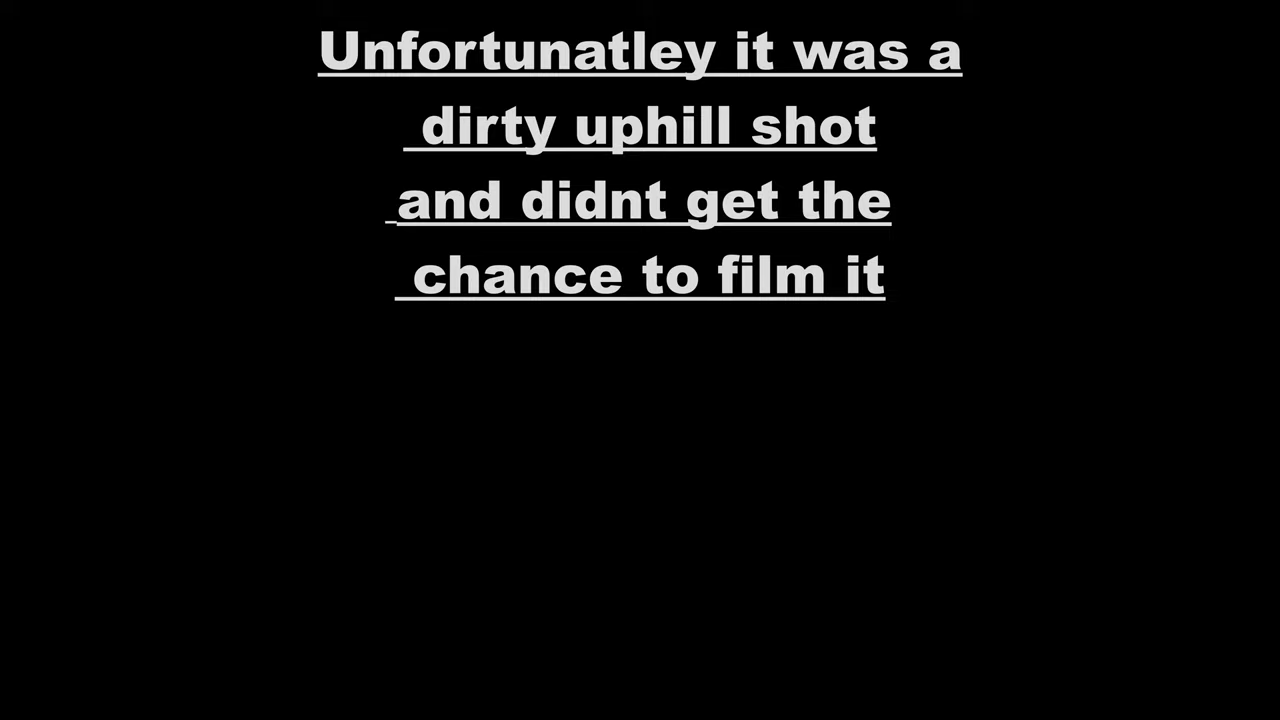 Unfortunatley it was a
dirty uphill shot
and didnt get the
chance to film it